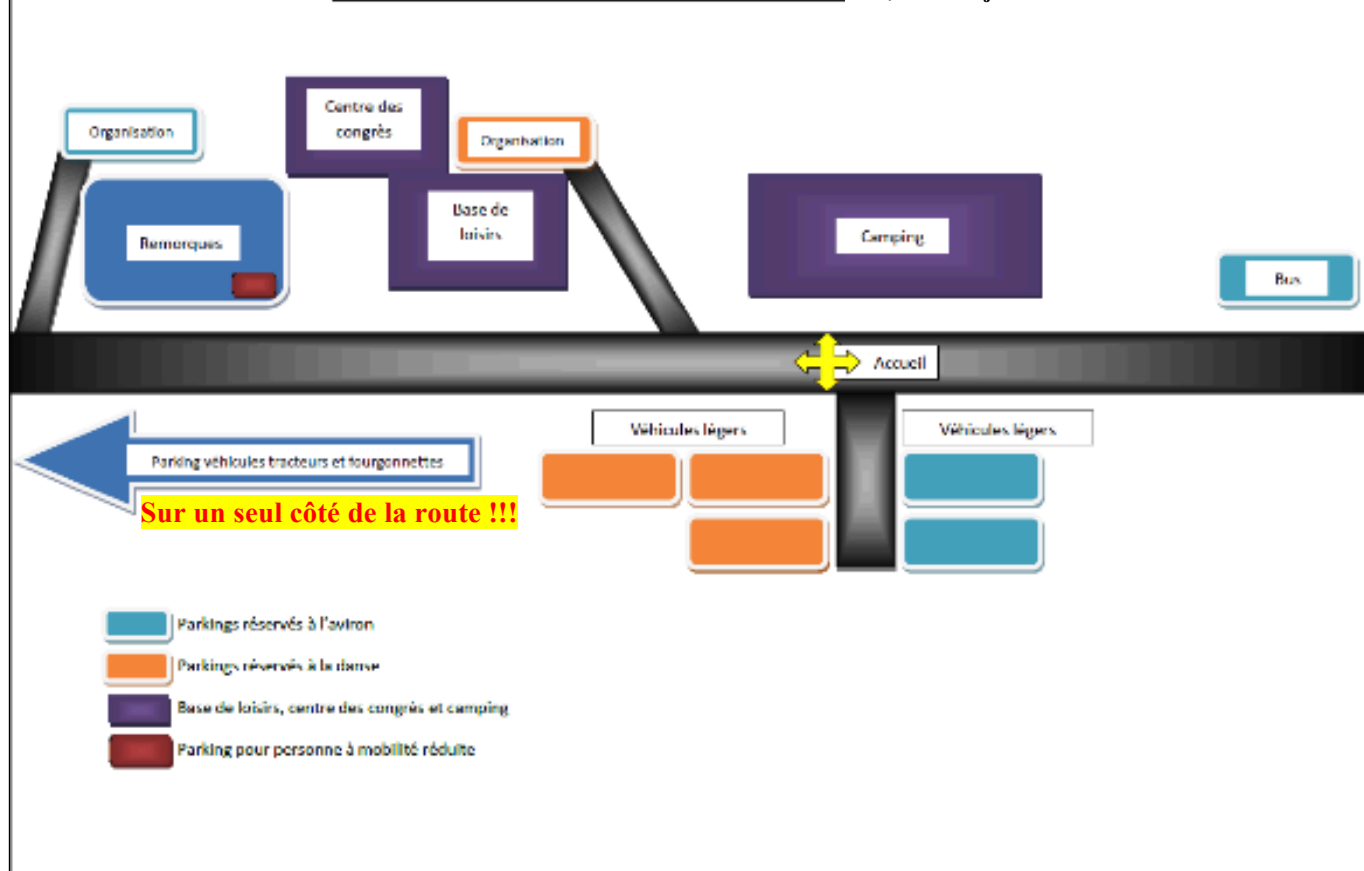 Centre des
congrès
Organisation
Organisation
Base de
loisirs
Remorques
Camping
Bus
Accueil
Véhicules légers
Véhicules légers
Parking véhicules tracteurs et fourgonnettes
Sur un seul côté de la route !!!
Parkings réservés à l'aviron
Parkings réservés à la danse
Base de loisirs, centre des congrès et camping
Parking pour personne à mobilité réduite